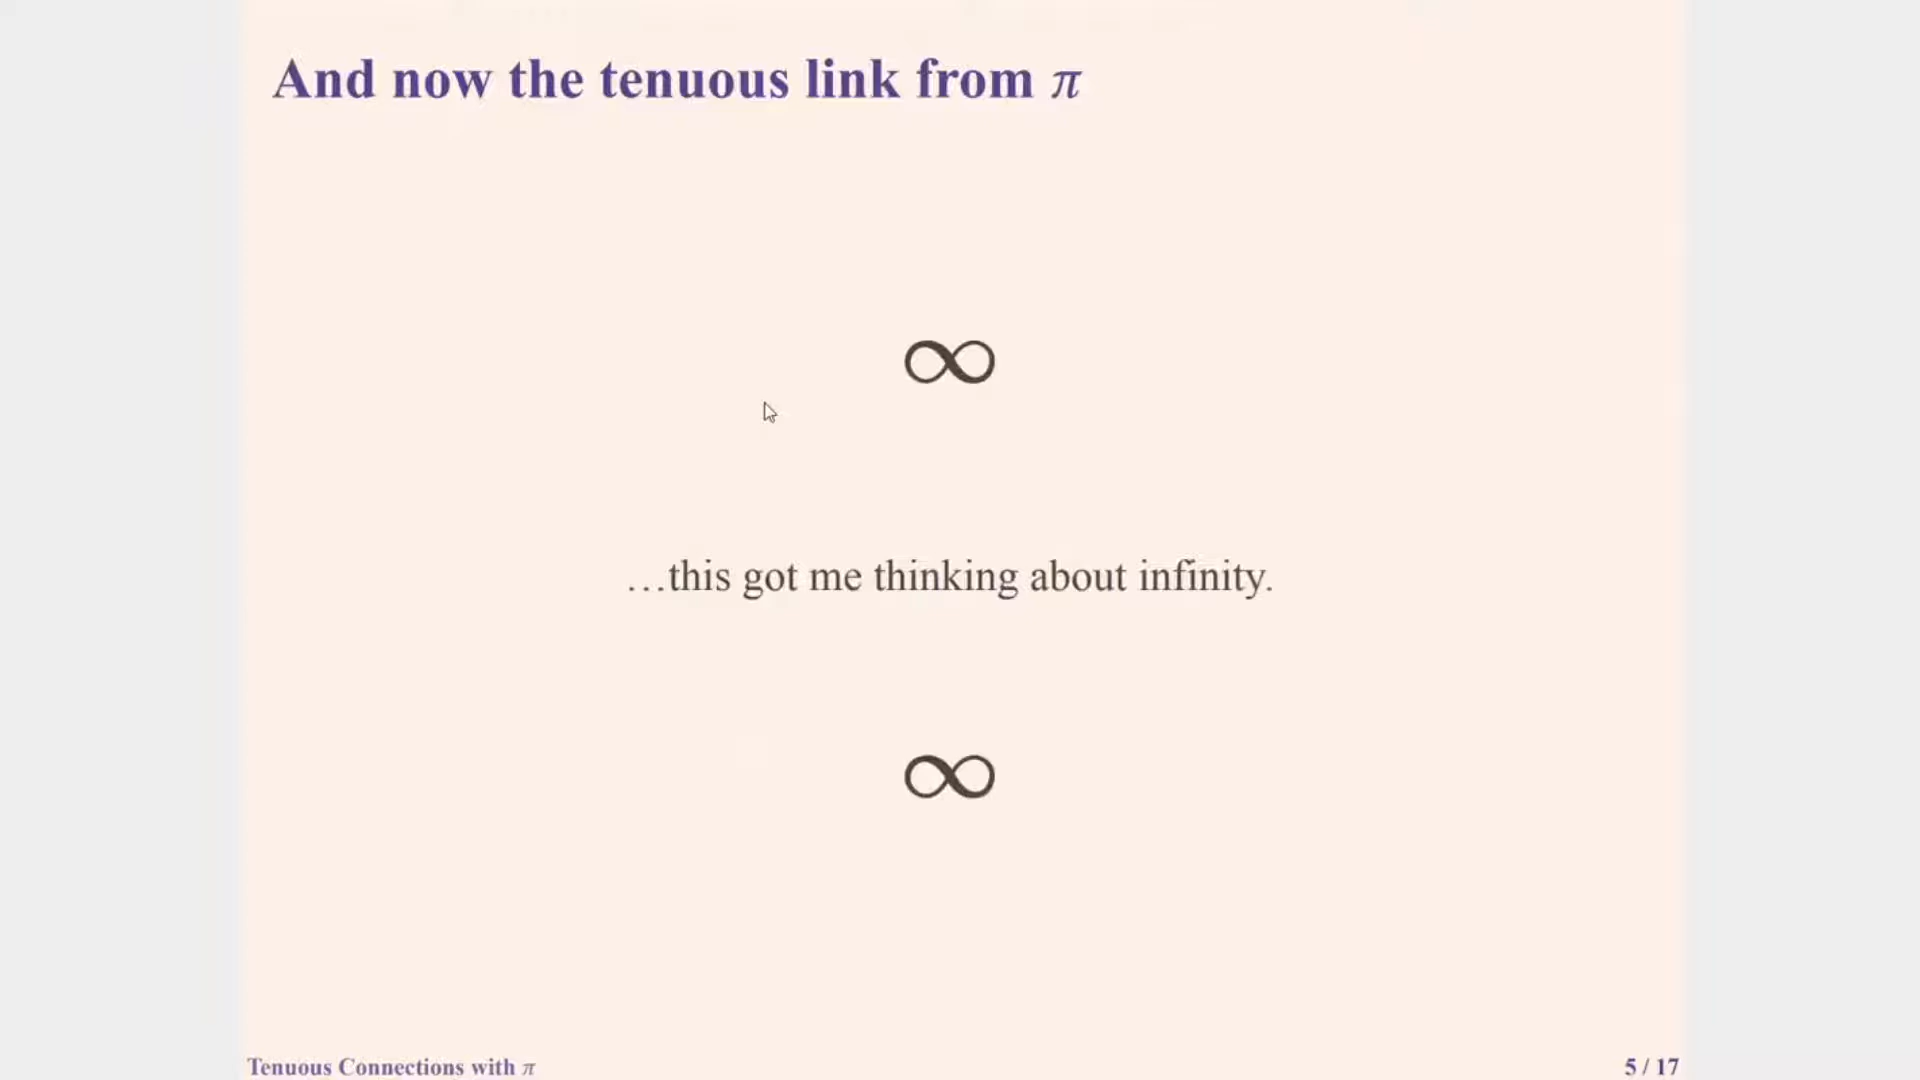 And now the tenuous link from π
∞
…this got me thinking about infinity.
∞
Tenuous Connections with π
5 / 17